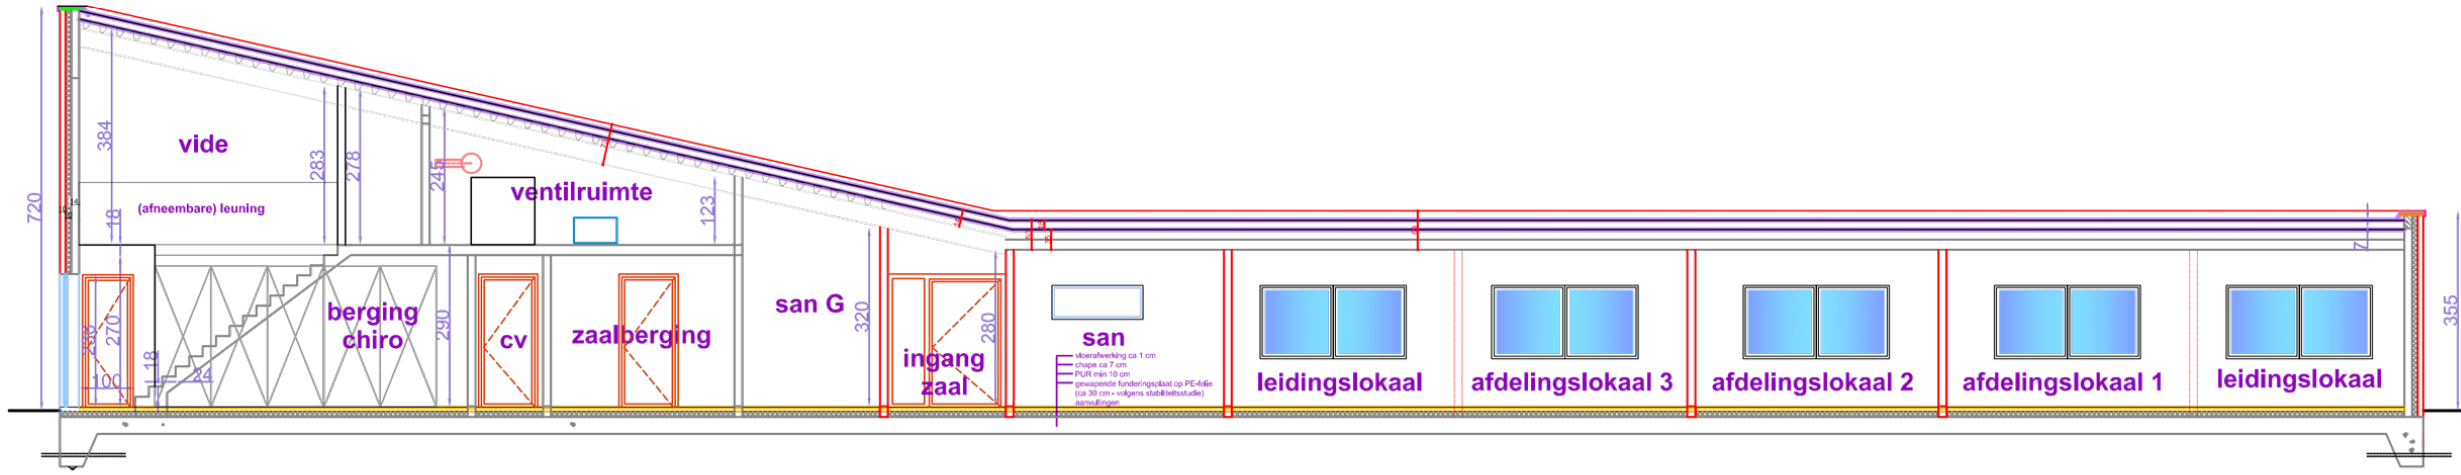 720
384
vide
283
278
245
ventilruimte
123
(afneembare) leuning
18
7
355
berging
chiro
270
290
cv
zaalberging
san G
320
280
ingang
zaal
san
vloerafwerking ca 1 cm
chape ca 7 cm
PUR min 10 cm
gewapende funderingsplaat op PE-folie
(ca 30 cm - volgens stabiliteitsstudie)
aanvullingen
leidingslokaal
afdelingslokaal 3
afdelingslokaal 2
afdelingslokaal 1
leidingslokaal
18
24
100